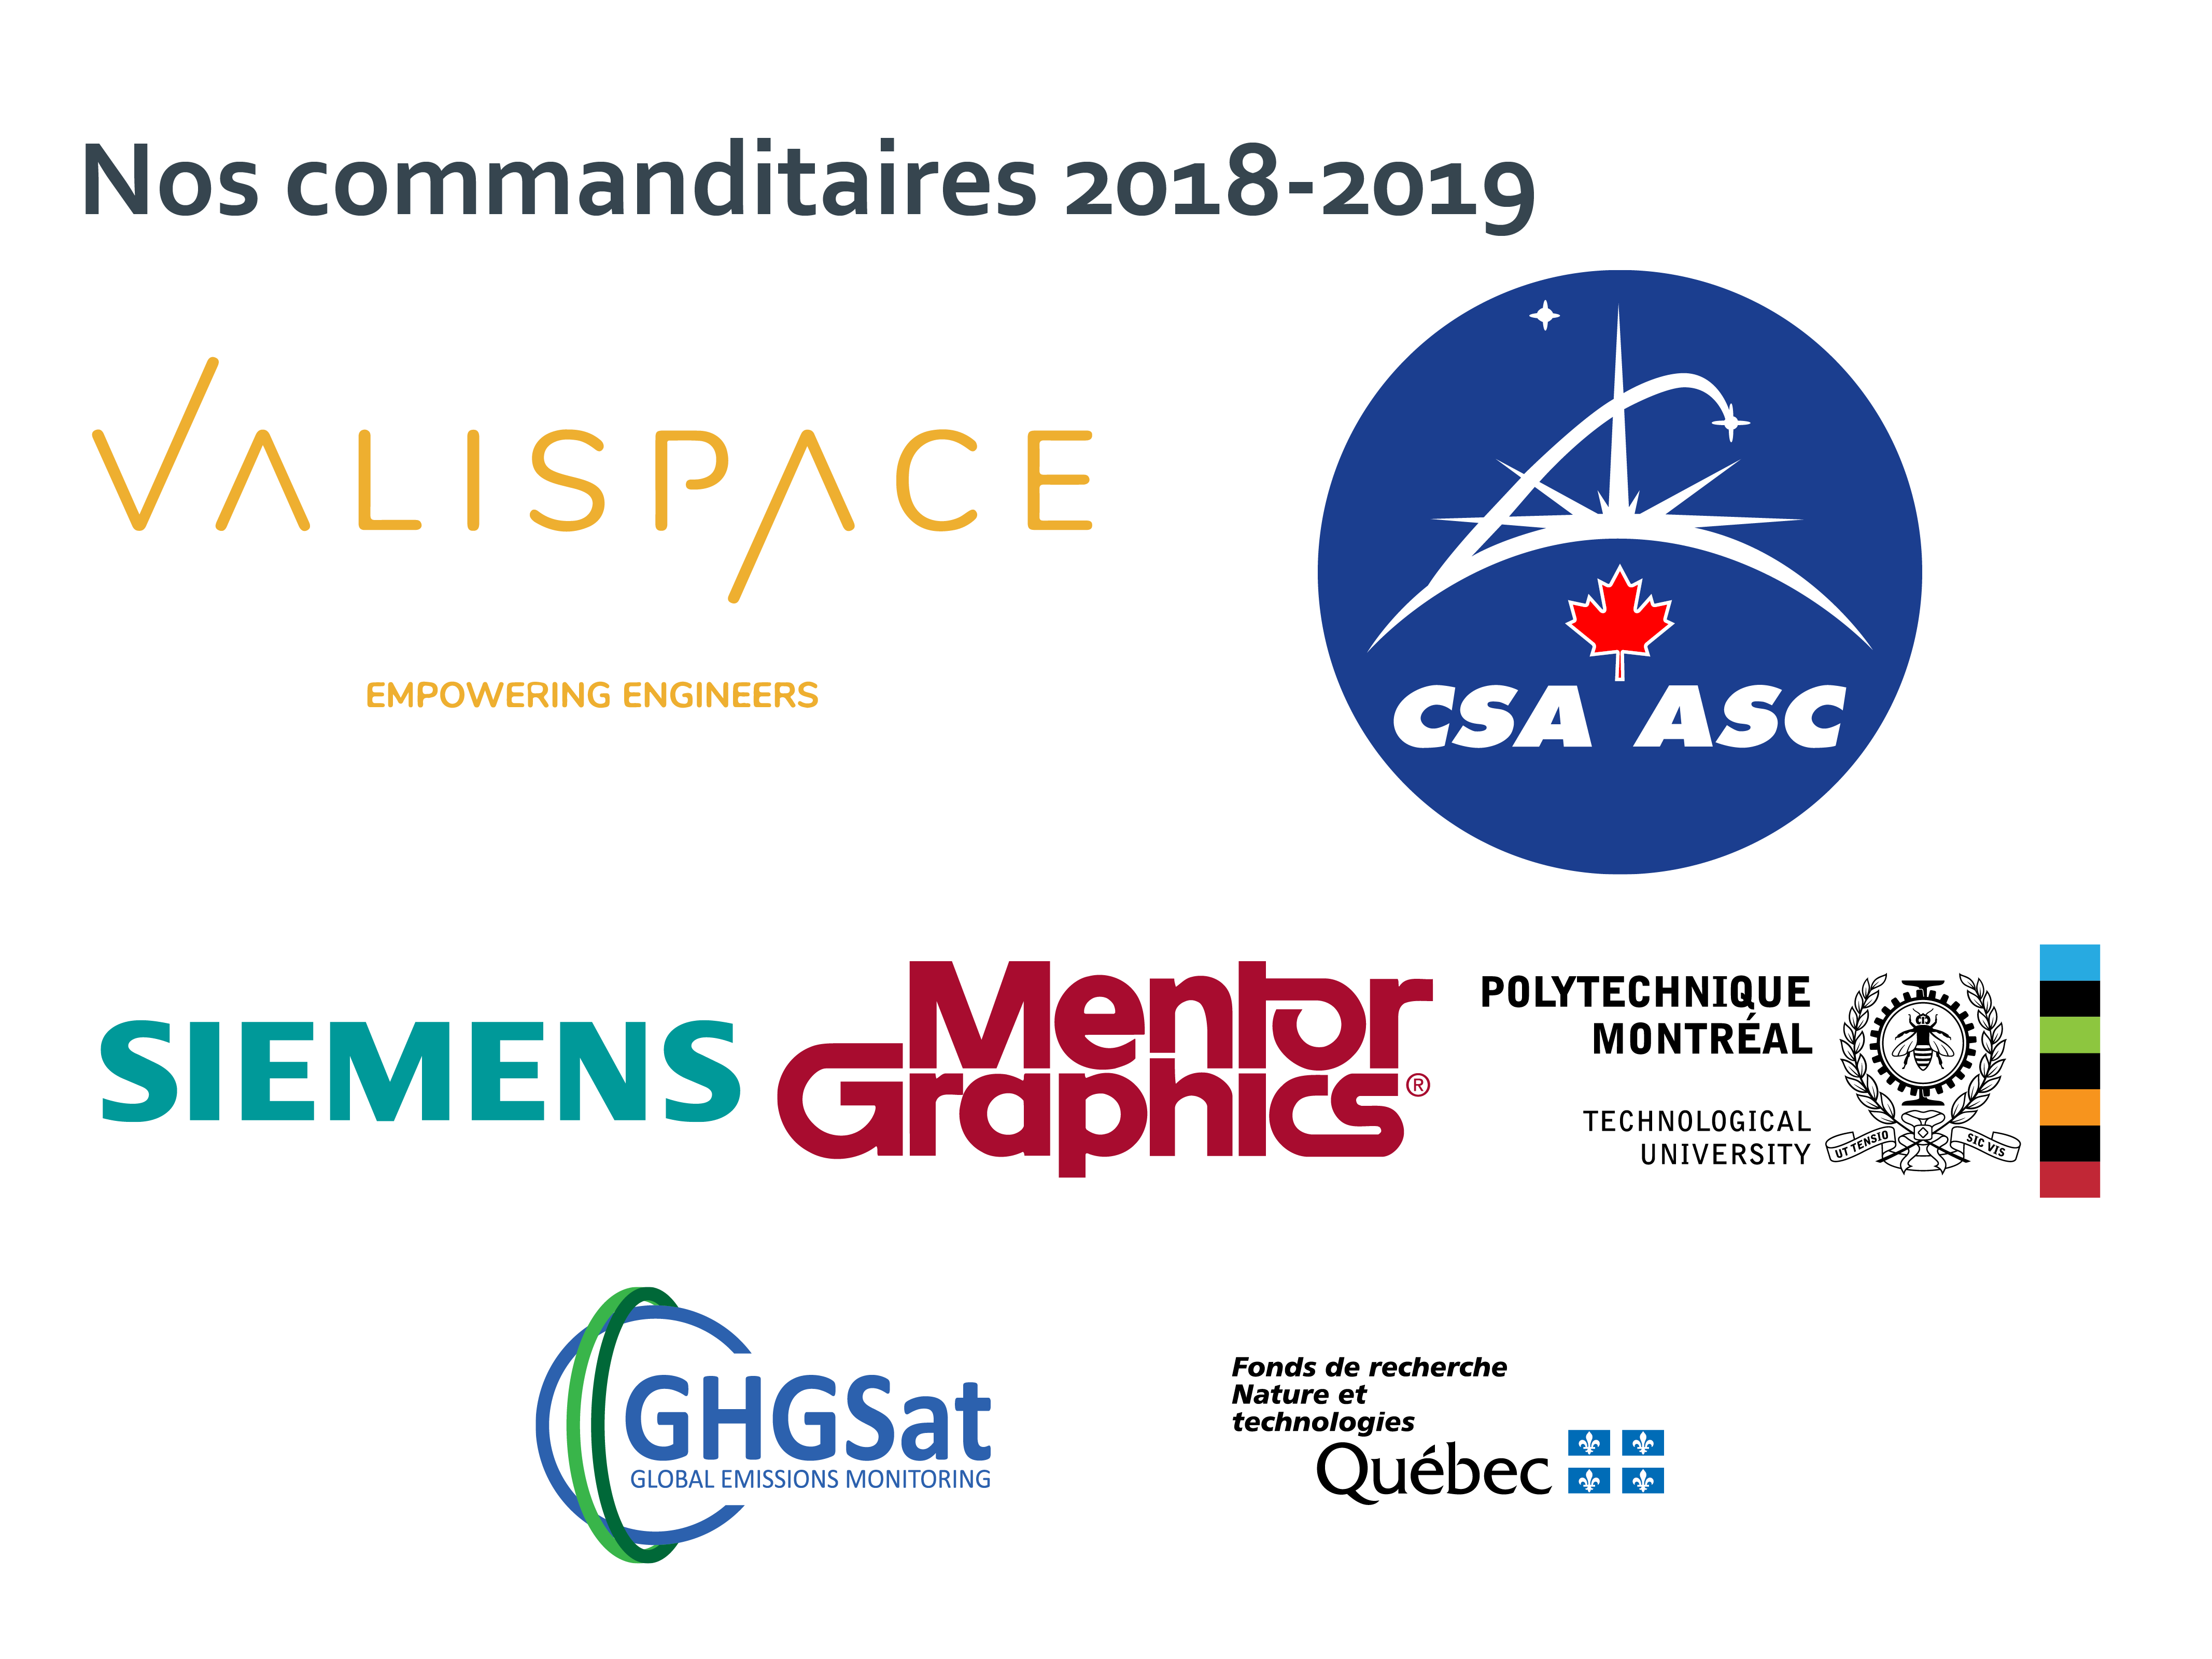 Nos commanditaires 2018-2019
VALISPACE
EMPOWERING ENGINEERS
CSA ASC
SIEMENS
Mentor
Graphics®
POLYTECHNIQUE
MONTRÉAL
TECHNOLOGICAL
UNIVERSITY
UT TENSIO SIC VIS
GHGSat
GLOBAL EMISSIONS MONITORING
Fonds de recherche
Nature et
technologies
Québec